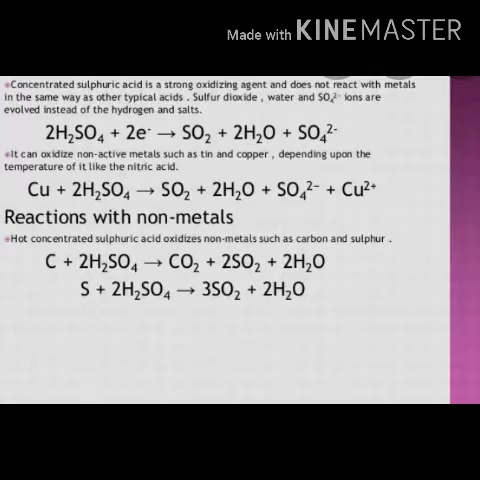 Made with KINEMASTER
*Concentrated sulphuric acid is a strong oxidizing agent and does not react with metals
in the same way as other typical acids . Sulfur dioxide , water and SO₄²⁻ ions are
evolved instead of the hydrogen and salts.
2H₂SO₄ + 2e⁻ → SO₂ + 2H₂O + SO₄²⁻
*It can oxidize non-active metals such as tin and copper , depending upon the
temperature of it like the nitric acid.
Cu + 2H₂SO₄ → SO₂ + 2H₂O + SO₄²⁻ + Cu²⁺
Reactions with non-metals
*Hot concentrated sulphuric acid oxidizes non-metals such as carbon and sulphur .
C + 2H₂SO₄ → CO₂ + 2SO₂ + 2H₂O
S + 2H₂SO₄ → 3SO₂ + 2H₂O